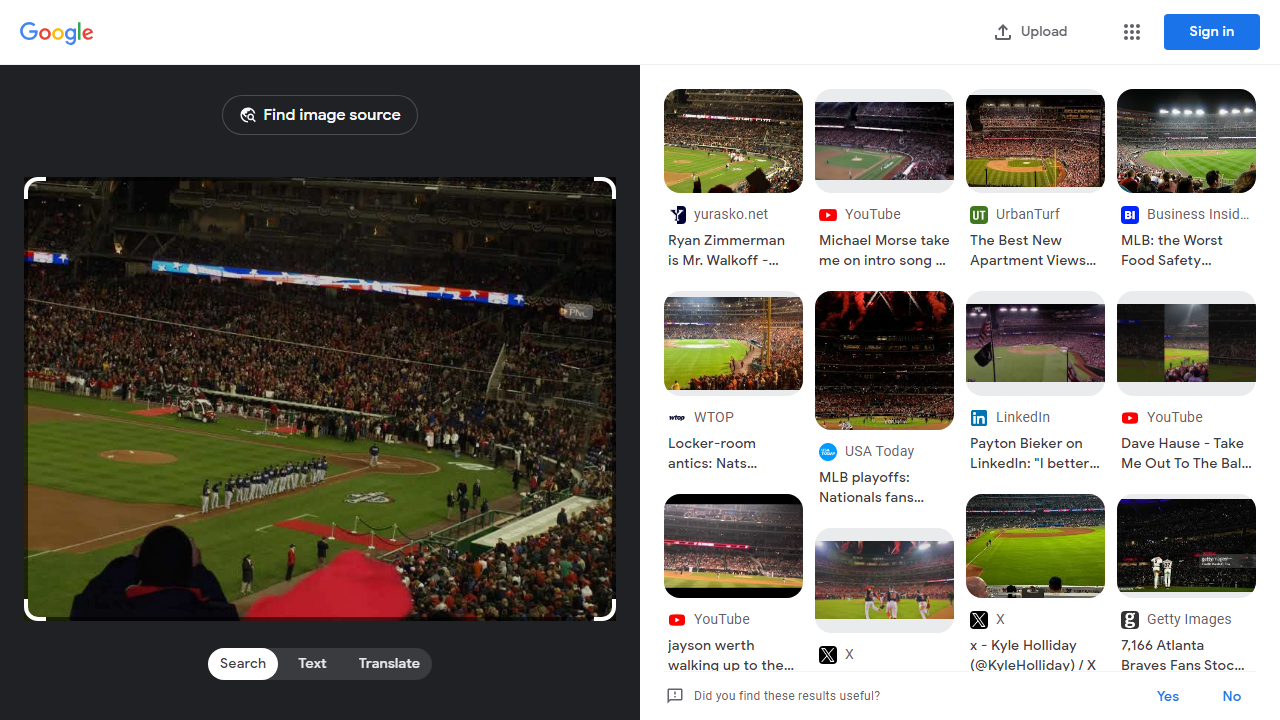 Google
Upload
Sign in
Find image source
Search
Text
Translate
yurasko.net
Ryan Zimmerman
is Mr. Walkoff -...
YouTube
Michael Morse take
me on intro song ...
UT
UrbanTurf
The Best New
Apartment Views...
BI
Business Insid...
MLB: the Worst
Food Safety...
wtop
WTOP
Locker-room
antics: Nats...
USA Today
MLB playoffs:
Nationals fans...
in
LinkedIn
Payton Bieker on
LinkedIn: "I better...
YouTube
Dave Hause - Take
Me Out To The Bal...
YouTube
jayson werth
walking up to the...
X
X
x - Kyle Holliday
(@KyleHolliday) / X
Getty Images
7,166 Atlanta
Braves Fans Stoc...
Did you find these results useful?
Yes
No